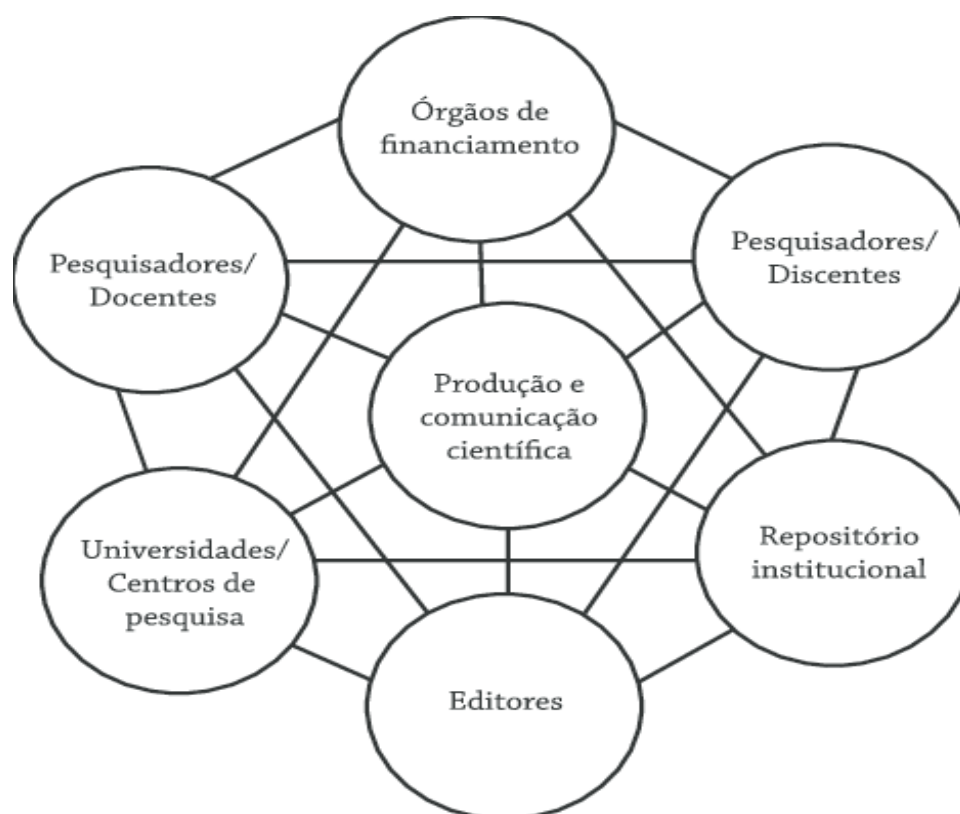 Órgãos de
financiamento
Pesquisadores/
Docentes
Pesquisadores/
Discentes
Produção e
comunicação
científica
Universidades/
Centros de
pesquisa
Repositório
institucional
Editores